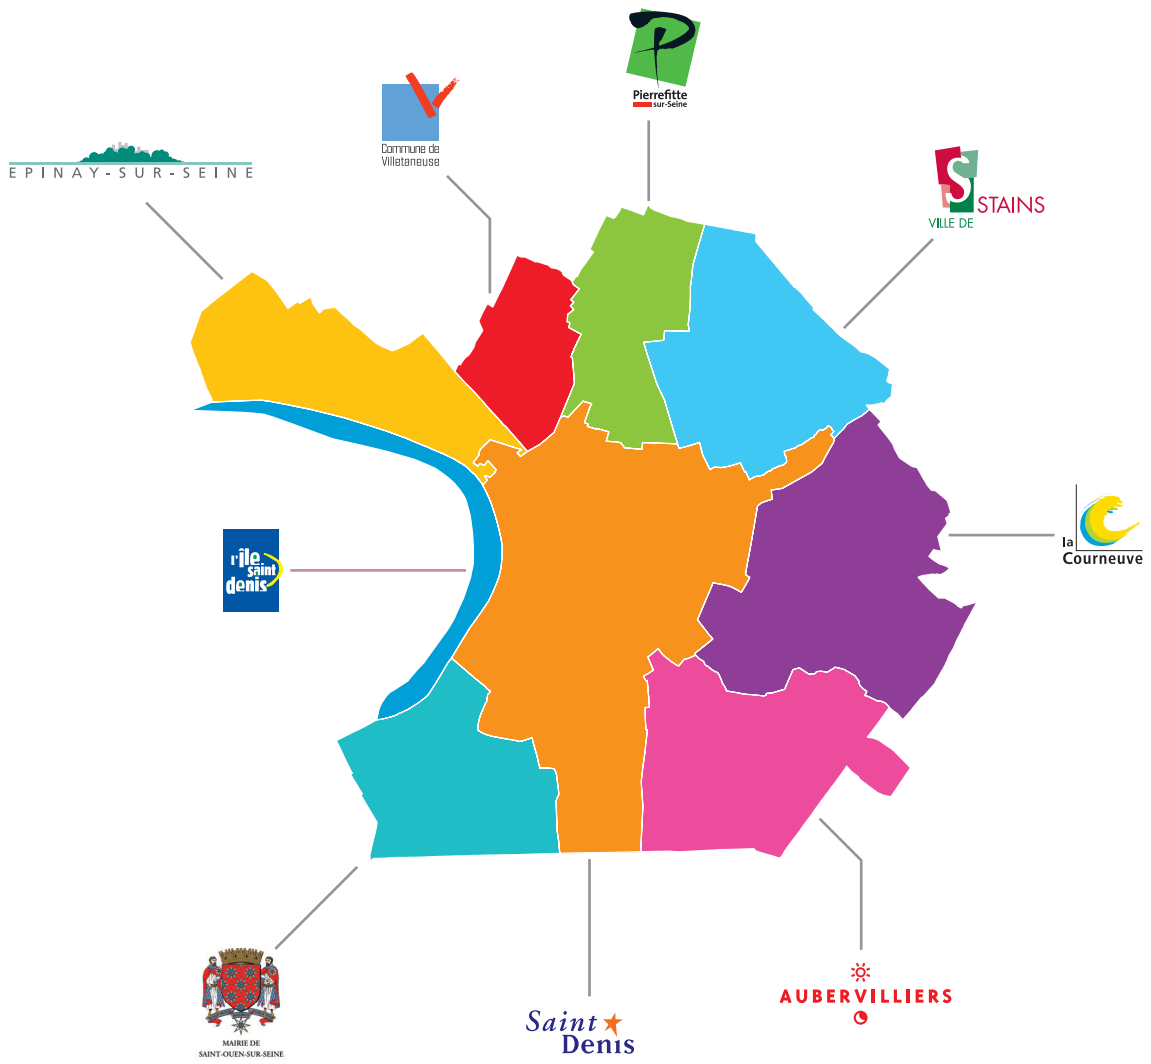 Pierrefitte
sur-Seine
Commune de
Villetaneuse
EPINAY-SUR-SEINE
STAINS
VILLE DE
la
Courneuve
l'île
saint
denis
AUBERVILLIERS
MAIRIE DE
SAINT-OUEN-SUR-SEINE
Saint
Denis